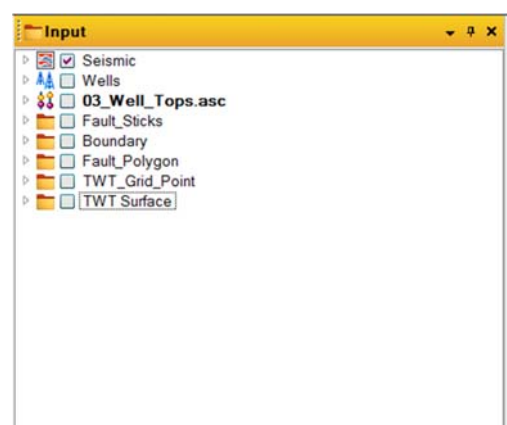 Input
Seismic
Wells
03_Well_Tops.asc
Fault_Sticks
Boundary
Fault_Polygon
TWT_Grid_Point
TWT Surface